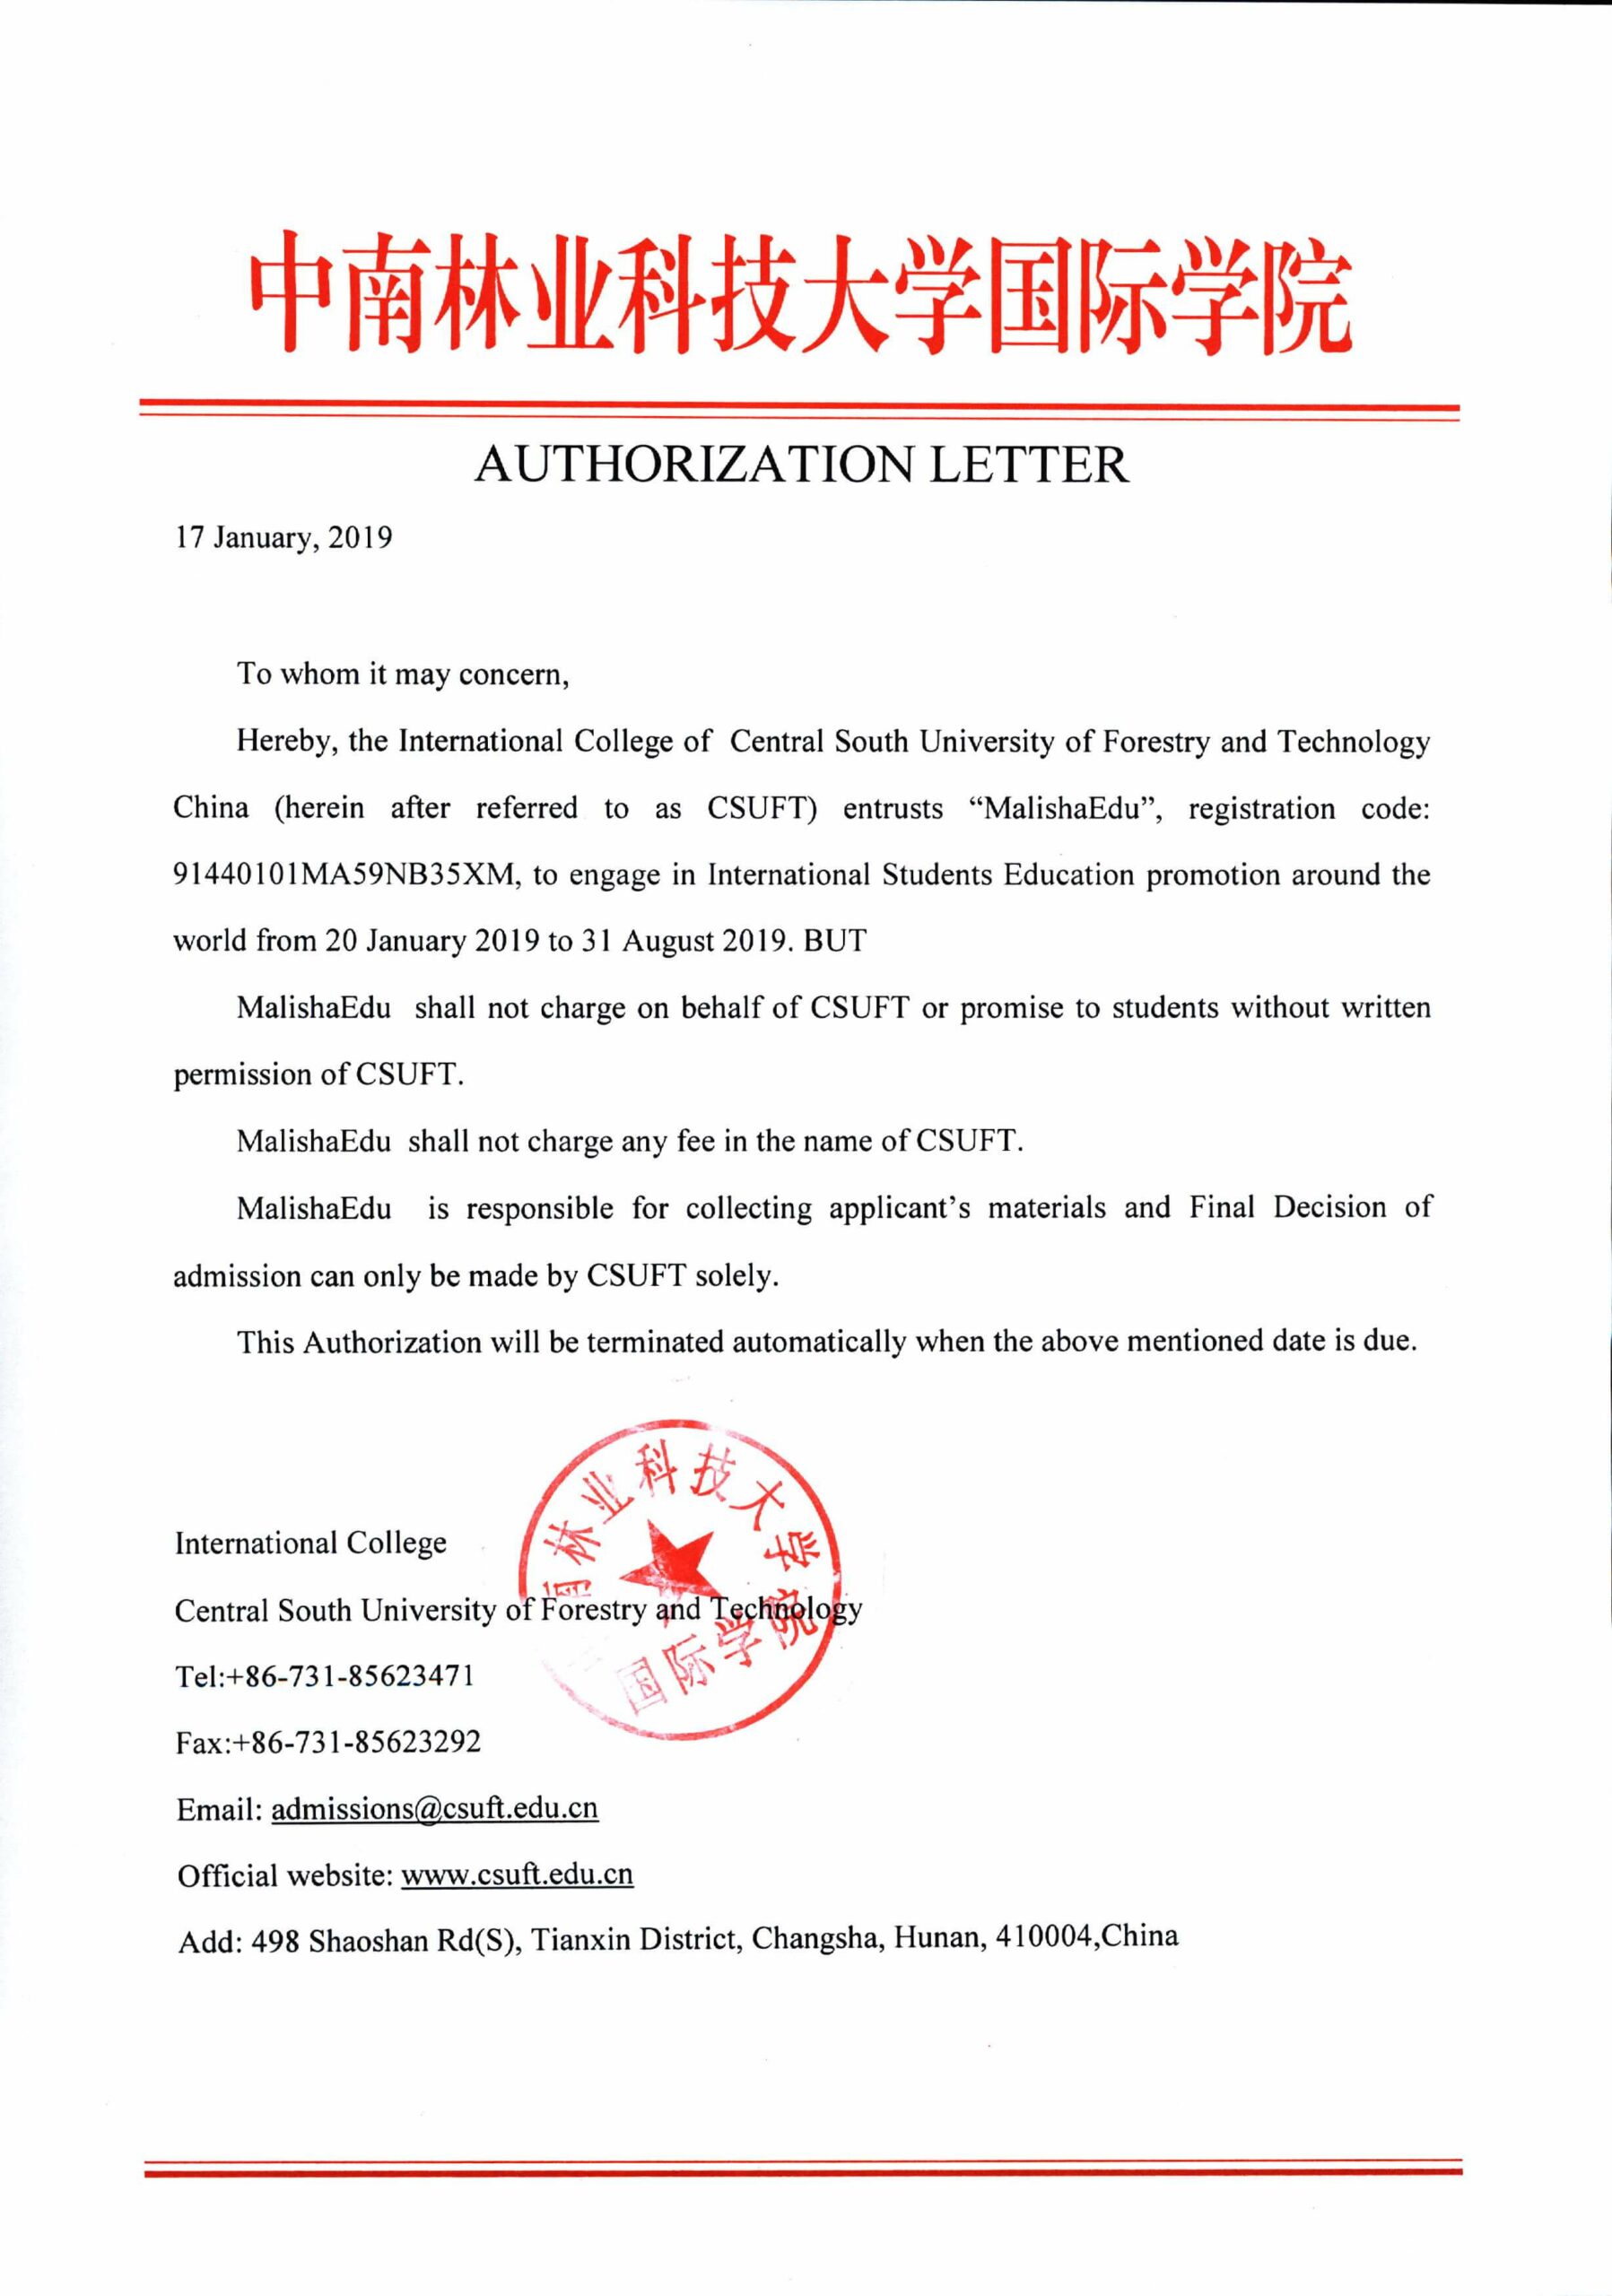 中南林业科技大学国际学院
AUTHORIZATION LETTER
17 January, 2019
To whom it may concern,
Hereby, the International College of Central South University of Forestry and Technology
China (herein after referred to as CSUFT) entrusts “MalishaEdu”, registration code:
91440101MA59NB35XM, to engage in International Students Education promotion around the
world from 20 January 2019 to 31 August 2019. BUT
MalishaEdu shall not charge on behalf of CSUFT or promise to students without written
permission of CSUFT.
MalishaEdu shall not charge any fee in the name of CSUFT.
MalishaEdu is responsible for collecting applicant’s materials and Final Decision of
admission can only be made by CSUFT solely.
This Authorization will be terminated automatically when the above mentioned date is due.
林业科技大学
国际学院
International College
Central South University of Forestry and Technology
Tel:+86-731-85623471
Fax:+86-731-85623292
Email: admissions@csuft.edu.cn
Official website: www.csuft.edu.cn
Add: 498 Shaoshan Rd(S), Tianxin District, Changsha, Hunan, 410004,China